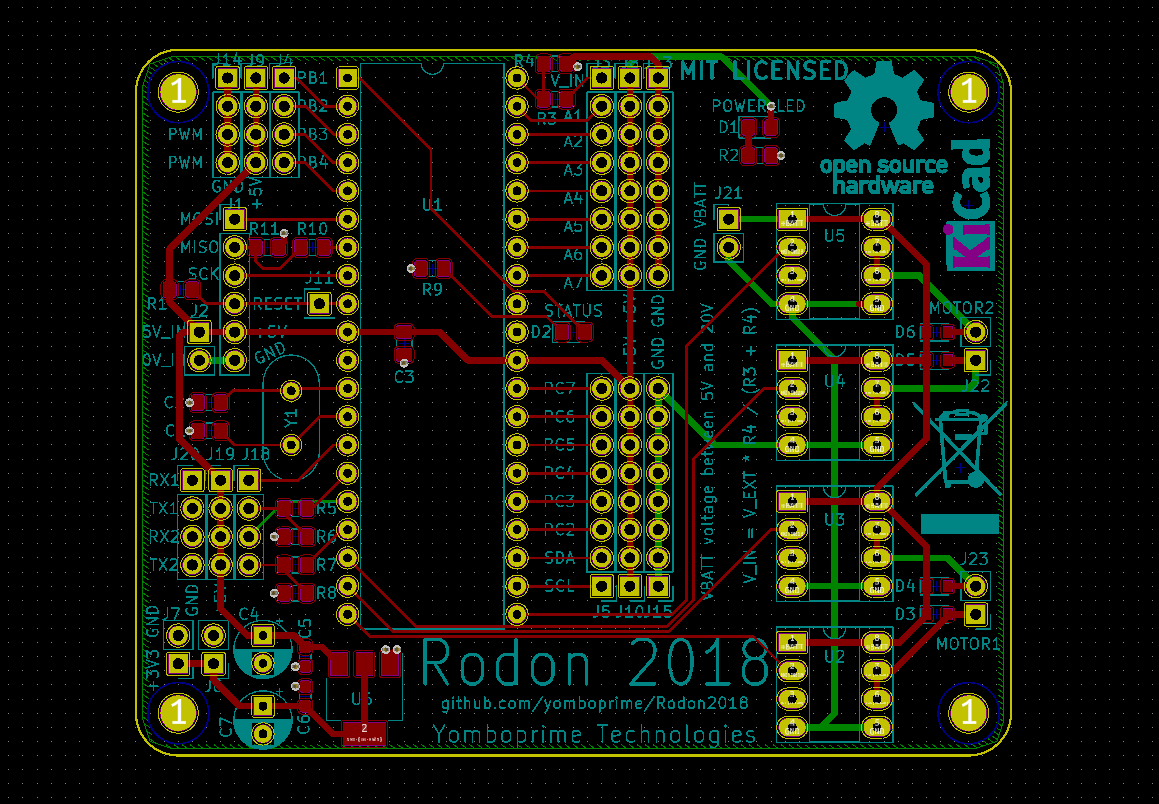 J14 J9 J4
R4
V_IN
MIT LICENSED
1
1
PB1
PB2
PB3
PB4
PWM
PWM
GND
+5V
R3
A1
A2
A3
A4
A5
A6
A7
POWER LED
D1
R2
open source
hardware
KiCad
J1
U1
MOSI
MISO
SCK
R11
R10
J11
RESET
+5V
GND
R1
J2
5V_IN
R9
STATUS
D2
C3
+5V
GND GND
J21
GND VBATT
U5
MOTOR2
D6
D5
J22
U4
Y1
J20 J19 J18
RX1
TX1
RX2
TX2
R5
R6
R7
R8
PC7
PC6
PC5
PC4
PC3
PC2
SDA
SCL
J5 J10 J15
VBATT voltage between 5V and 20V
V_IN = V_EXT * R4 / (R3 + R4)
U3
J23
D4
D3
MOTOR1
U2
J7
GND
GND
+3V3
C4
C5
C6
C7
U6
2
Rodon 2018
github.com/yomboprime/Rodon2018
Yomboprime Technologies
1
1